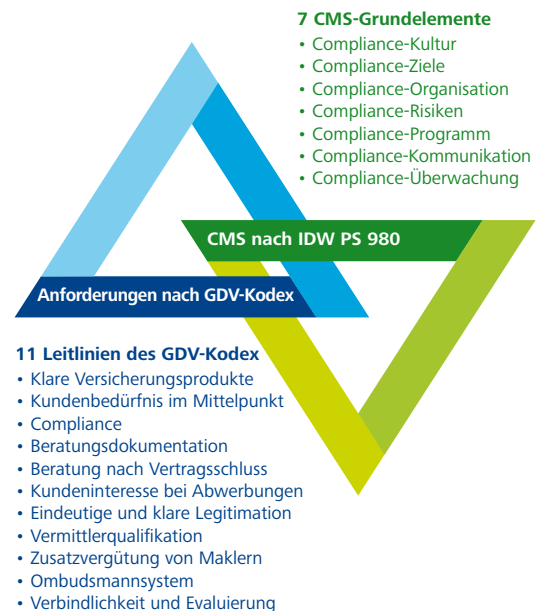 7 CMS-Grundelemente
• Compliance-Kultur
• Compliance-Ziele
• Compliance-Organisation
• Compliance-Risiken
• Compliance-Programm
• Compliance-Kommunikation
• Compliance-Überwachung
CMS nach IDW PS 980
Anforderungen nach GDV-Kodex
11 Leitlinien des GDV-Kodex
• Klare Versicherungsprodukte
• Kundenbedürfnis im Mittelpunkt
• Compliance
• Beratungsdokumentation
• Beratung nach Vertragsschluss
• Kundeninteresse bei Abwerbungen
• Eindeutige und klare Legitimation
• Vermittlerqualifikation
• Zusatzvergütung von Maklern
• Ombudsmannsystem
• Verbindlichkeit und Evaluierung